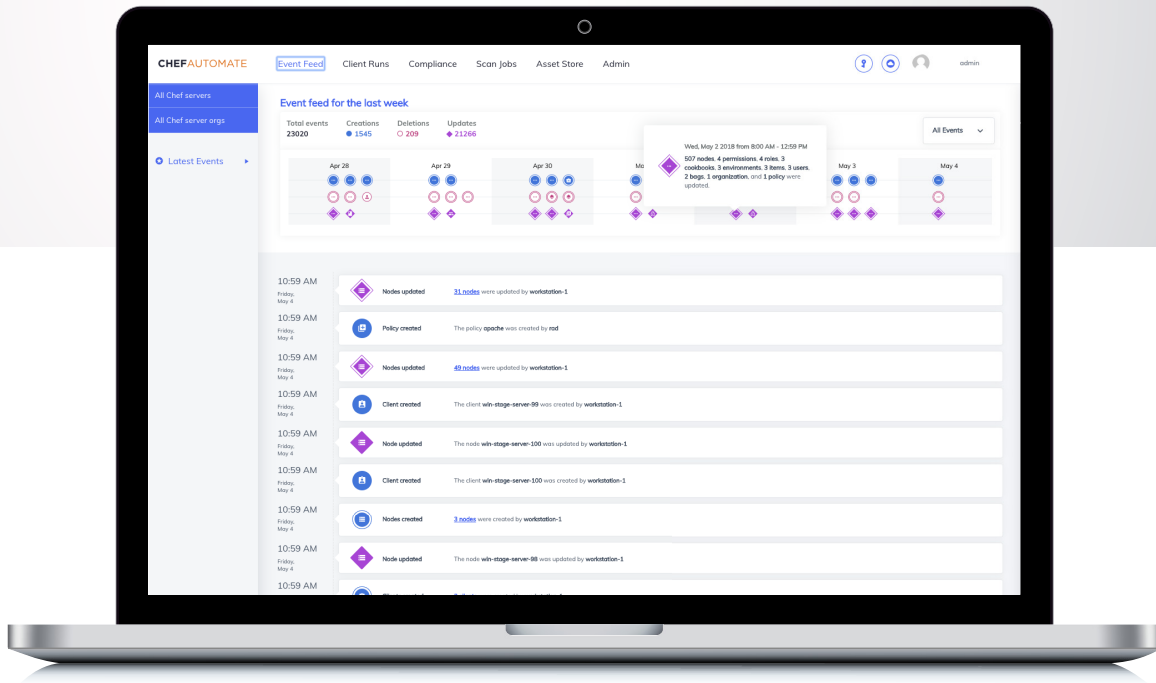 CHEFAUTOMATE
Event Feed
Client Runs
Compliance
Scan Jobs
Asset Store
Admin
admin
All Chef servers
All Chef server orgs
Latest Events
Event feed for the last week
Total events
Creations
Deletions
Updates
23020
1545
209
21266
All Events
Wed, May 2 2018 from 8:00 AM - 12:59 PM
507 nodes, 4 permissions, 4 roles, 3
cookbooks, 3 environments, 3 items, 3 users,
2 bags, 1 organization, and 1 policy were
updated.
Apr 28
Apr 29
Apr 30
May 3
May 4
10:59 AM
Friday,
May 4
Nodes updated
31 nodes were updated by workstation-1
10:59 AM
Friday,
May 4
Policy created
The policy apache was created by rad
10:59 AM
Friday,
May 4
Nodes updated
49 nodes were updated by workstation-1
10:59 AM
Friday,
May 4
Client created
The client win-stage-server-99 was created by workstation-1
10:59 AM
Friday,
May 4
Node updated
The node win-stage-server-100 was updated by workstation-1
10:59 AM
Friday,
May 4
Client created
The client win-stage-server-100 was created by workstation-1
10:59 AM
Friday,
May 4
Nodes created
3 nodes were created by workstation-1
10:59 AM
Friday,
May 4
Node updated
The node win-stage-server-98 was updated by workstation-1
10:59 AM